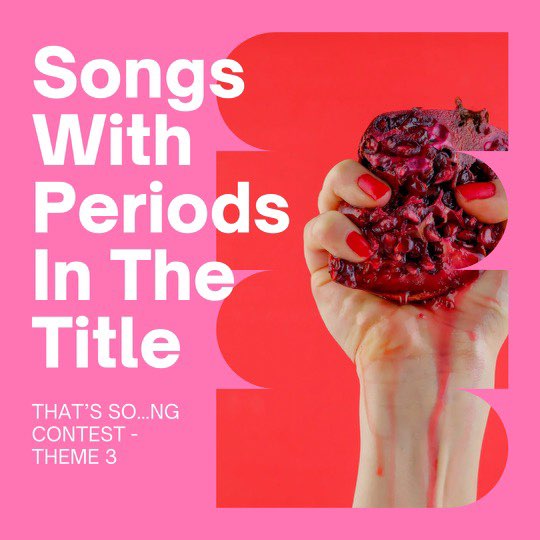 Songs
With
Periods
In The
Title
THAT'S SO...NG
CONTEST -
THEME 3